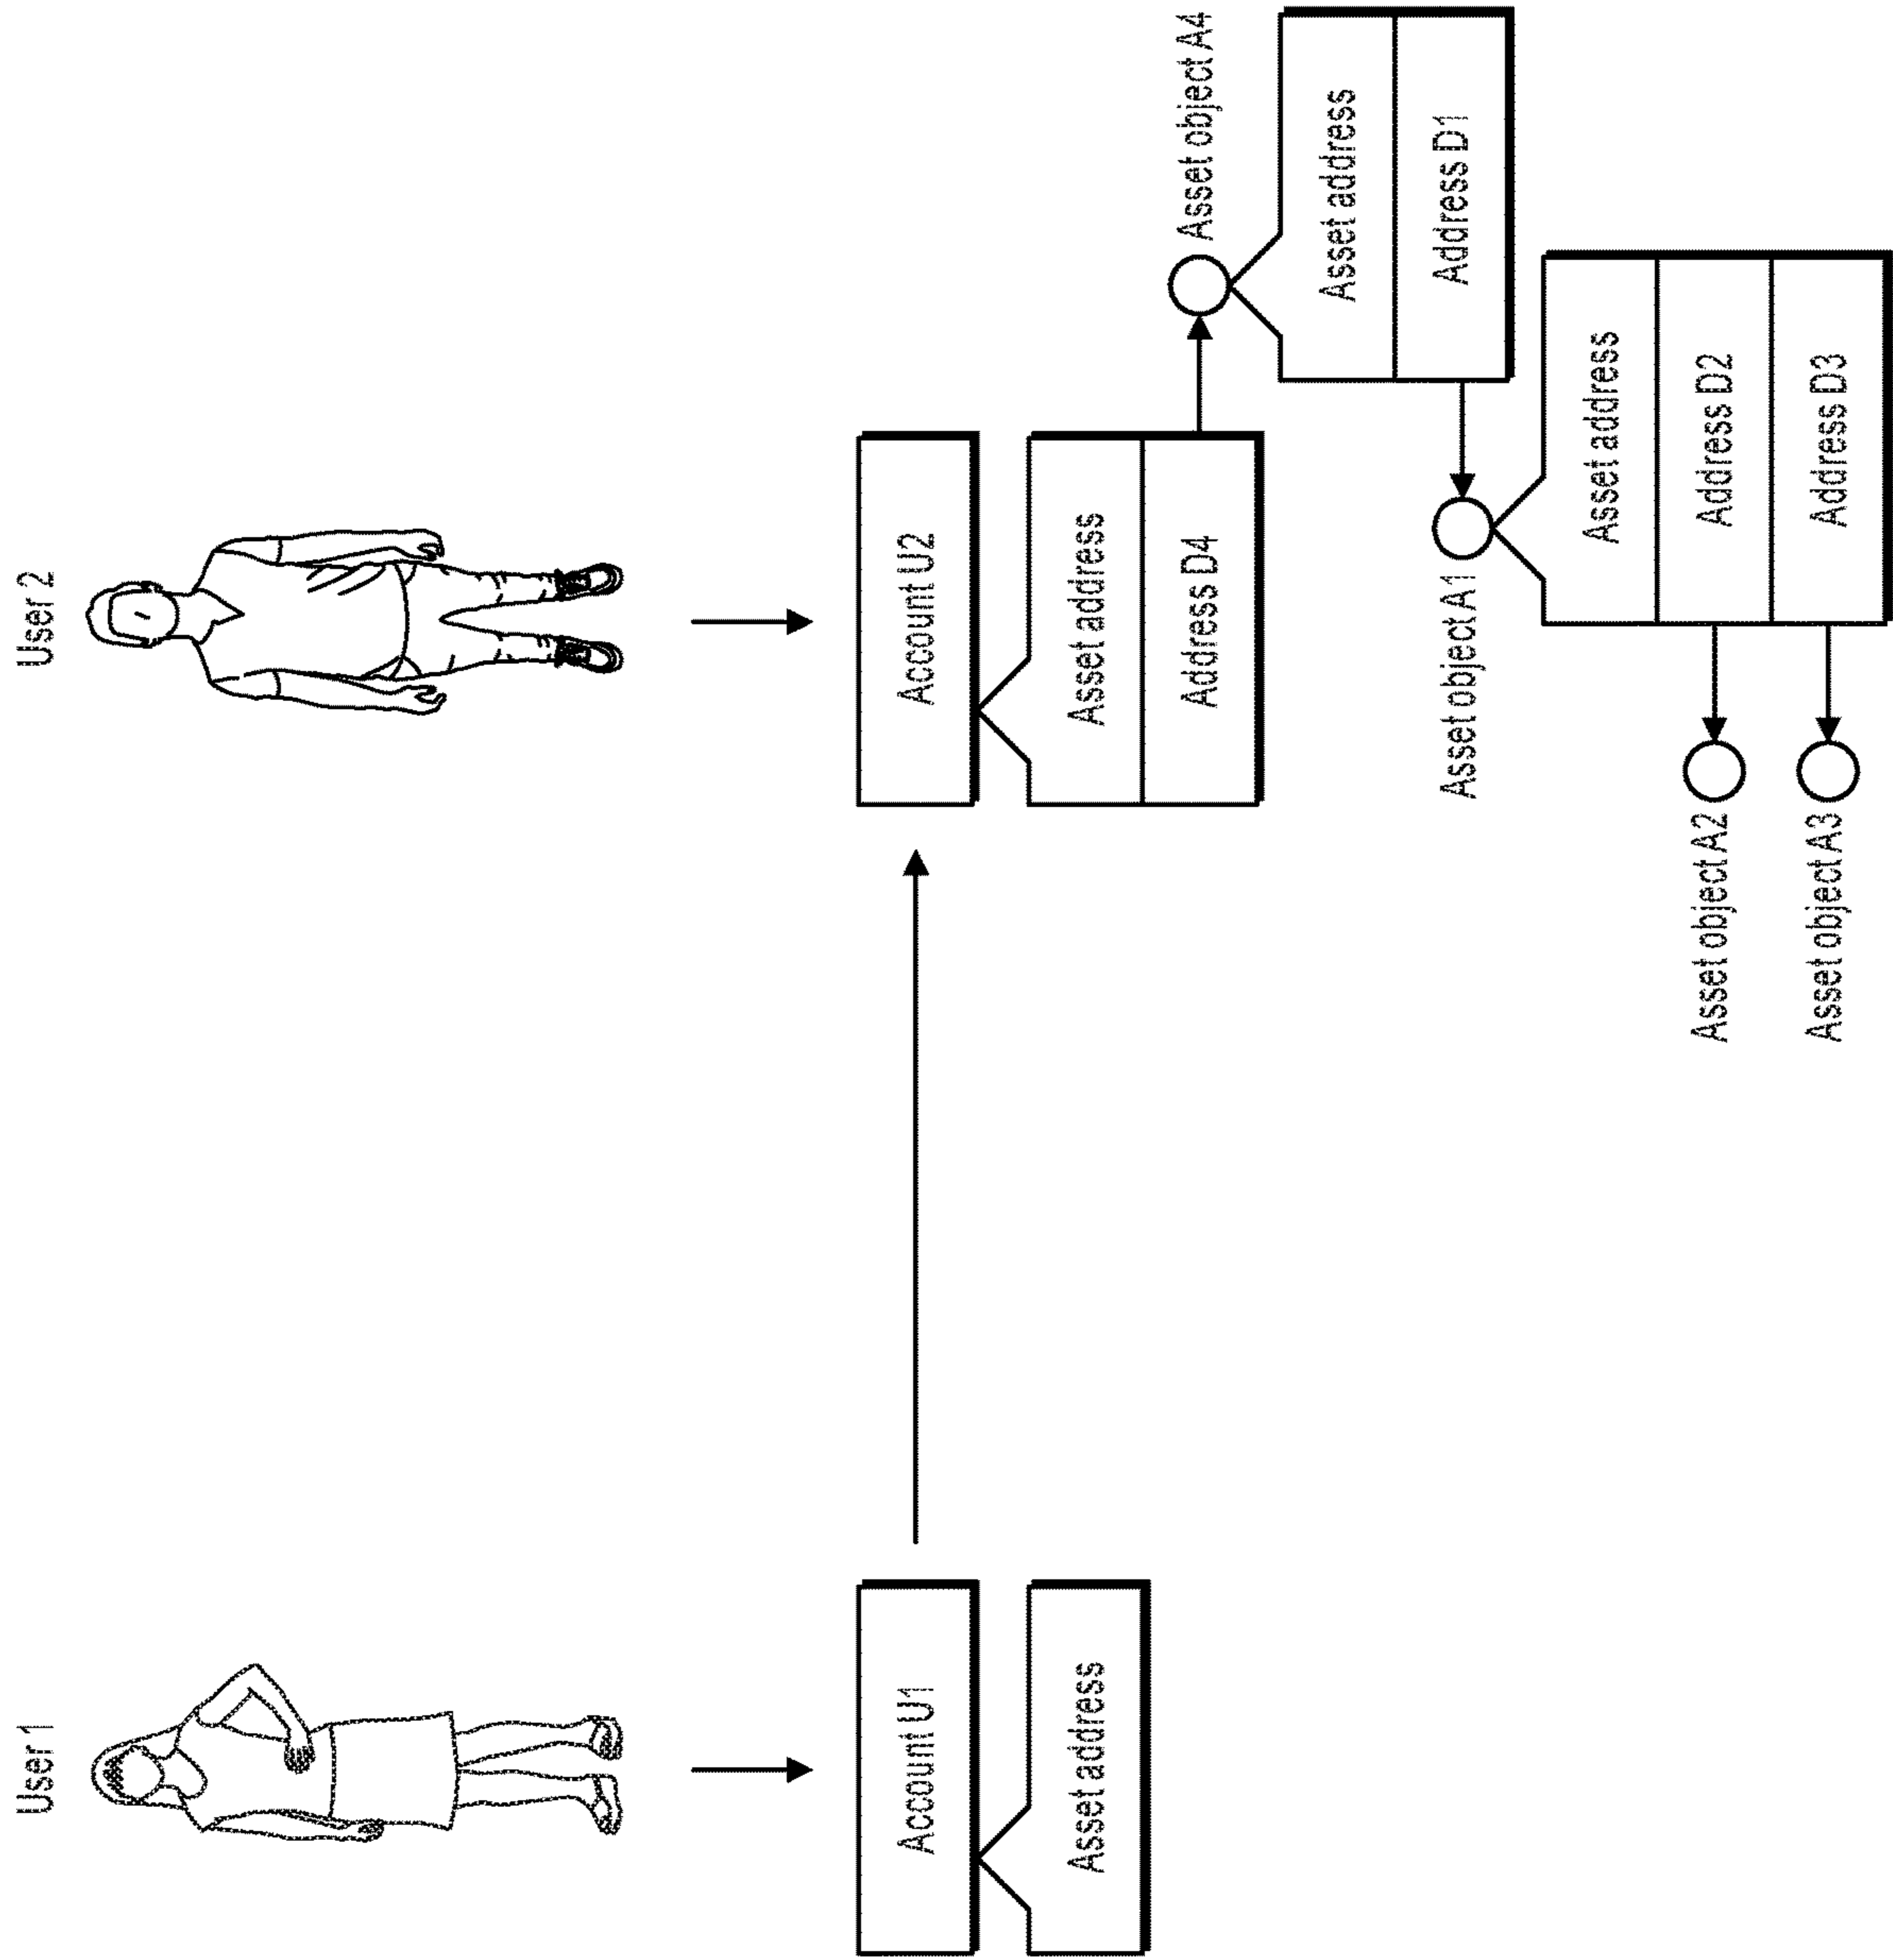 User 1
User 2
Account U1
Asset address
Account U2
Asset address
Address D4
Asset object A4
Asset address
Address D1
Asset object A1
Asset address
Address D2
Address D3
Asset object A2
Asset object A3